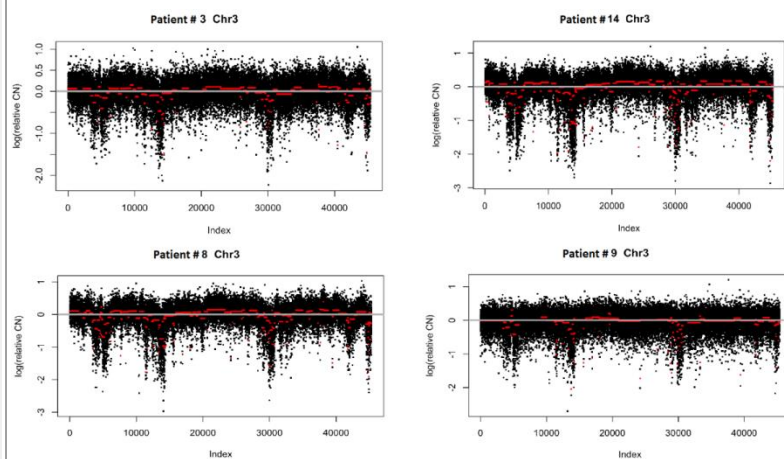 Patient # 3 Chr3
1.0
0.5
0.0
-1.0
-2.0
log(relative CN)
0 10000 20000 30000 40000
Index
Patient # 14 Chr3
1
0
-1
-2
-3
log(relative CN)
0 10000 20000 30000 40000
Index
Patient # 8 Chr3
1
0
-1
-2
-3
log(relative CN)
0 10000 20000 30000 40000
Index
Patient # 9 Chr3
1
0
-1
-2
log(relative CN)
0 10000 20000 30000 40000
Index